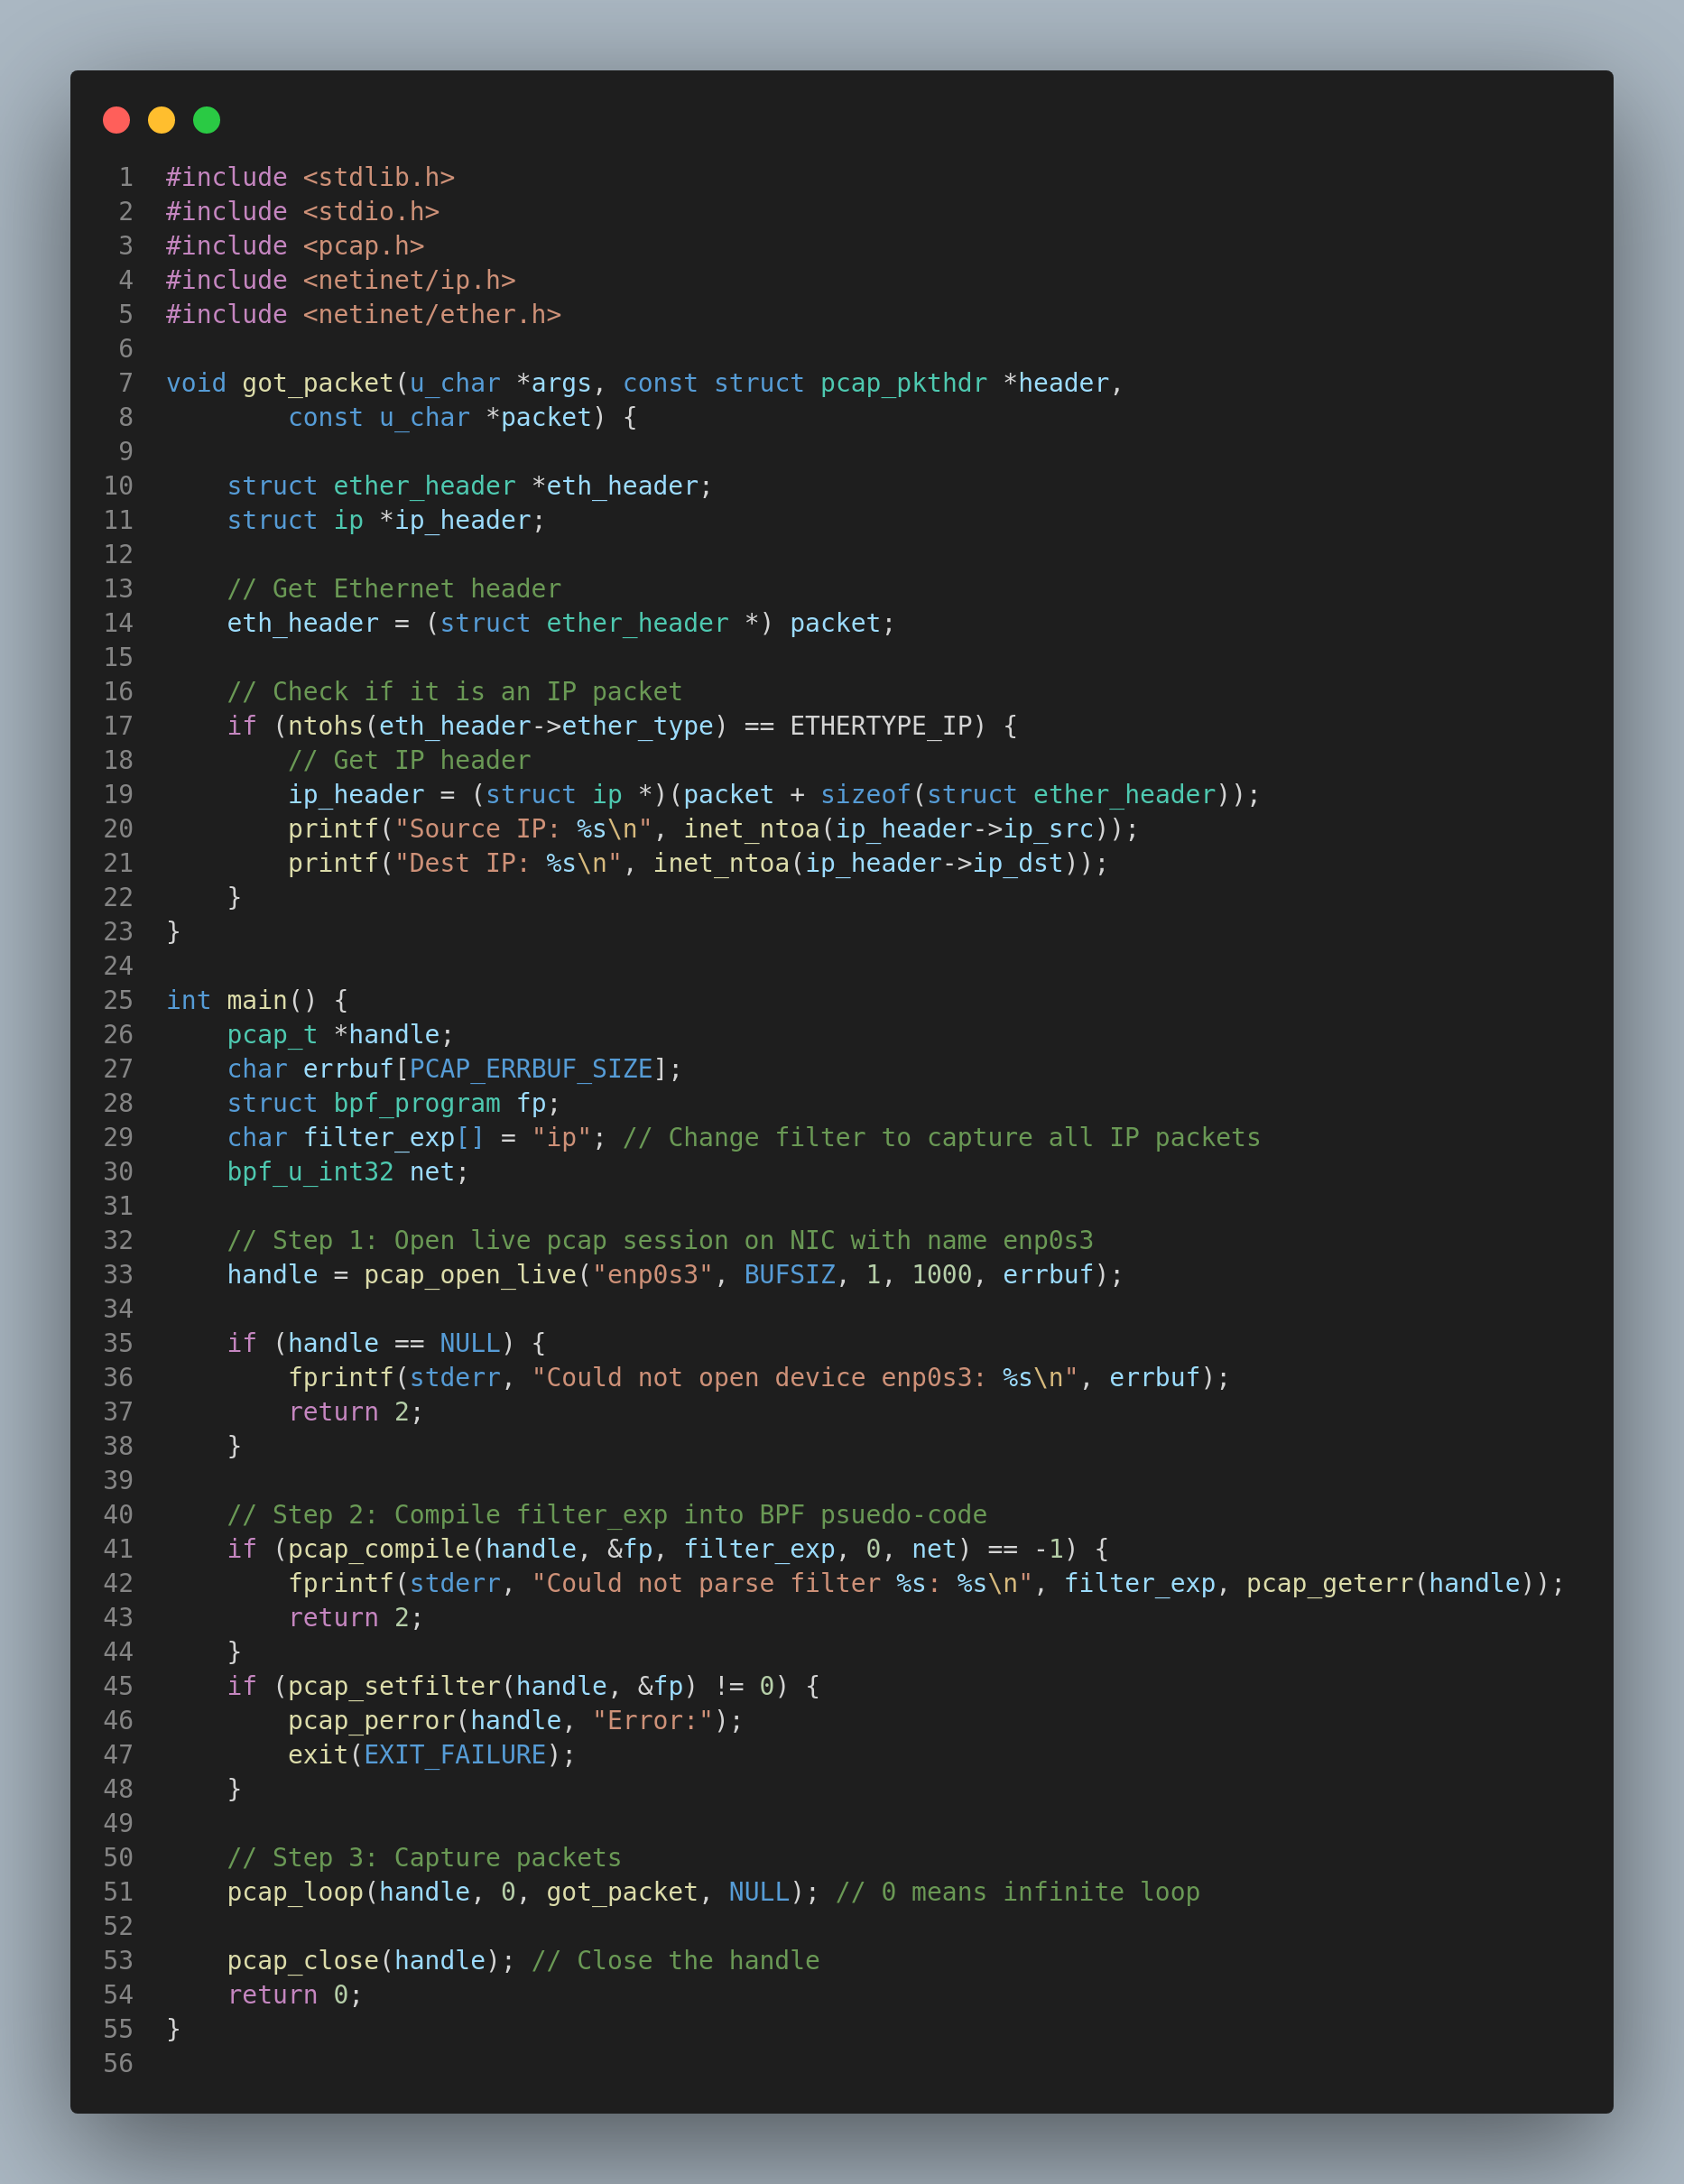 1 #include <stdlib.h>
2 #include <stdio.h>
3 #include <pcap.h>
4 #include <netinet/ip.h>
5 #include <netinet/ether.h>
6
7 void got_packet(u_char *args, const struct pcap_pkthdr *header,
8         const u_char *packet) {
9
10     struct ether_header *eth_header;
11     struct ip *ip_header;
12
13     // Get Ethernet header
14     eth_header = (struct ether_header *) packet;
15
16     // Check if it is an IP packet
17     if (ntohs(eth_header->ether_type) == ETHERTYPE_IP) {
18         // Get IP header
19         ip_header = (struct ip *)(packet + sizeof(struct ether_header));
20         printf("Source IP: %s\n", inet_ntoa(ip_header->ip_src));
21         printf("Dest IP: %s\n", inet_ntoa(ip_header->ip_dst));
22     }
23 }
24
25 int main() {
26     pcap_t *handle;
27     char errbuf[PCAP_ERRBUF_SIZE];
28     struct bpf_program fp;
29     char filter_exp[] = "ip"; // Change filter to capture all IP packets
30     bpf_u_int32 net;
31
32     // Step 1: Open live pcap session on NIC with name enp0s3
33     handle = pcap_open_live("enp0s3", BUFSIZ, 1, 1000, errbuf);
34
35     if (handle == NULL) {
36         fprintf(stderr, "Could not open device enp0s3: %s\n", errbuf);
37         return 2;
38     }
39
40     // Step 2: Compile filter_exp into BPF psuedo-code
41     if (pcap_compile(handle, &fp, filter_exp, 0, net) == -1) {
42         fprintf(stderr, "Could not parse filter %s: %s\n", filter_exp, pcap_geterr(handle));
43         return 2;
44     }
45     if (pcap_setfilter(handle, &fp) != 0) {
46         pcap_perror(handle, "Error:");
47         exit(EXIT_FAILURE);
48     }
49
50     // Step 3: Capture packets
51     pcap_loop(handle, 0, got_packet, NULL); // 0 means infinite loop
52
53     pcap_close(handle); // Close the handle
54     return 0;
55 }
56